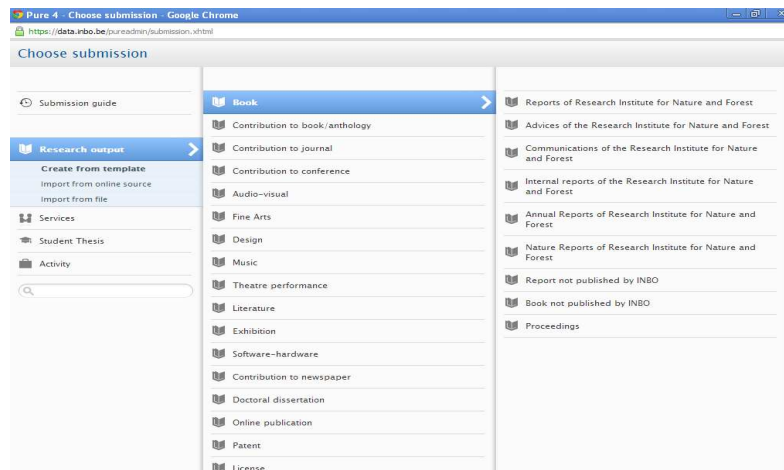 Pure 4 - Choose submission - Google Chrome
https://data.inbo.be/pureadmin/submission.xhtml
Choose submission
Submission guide
Research output
Create from template
Import from online source
Import from file
Services
Student Thesis
Activity
Book
Contribution to book/anthology
Contribution to journal
Contribution to conference
Audio-visual
Fine Arts
Design
Music
Theatre performance
Literature
Exhibition
Software-hardware
Contribution to newspaper
Doctoral dissertation
Online publication
Patent
License
Reports of Research Institute for Nature and Forest
Advices of the Research Institute for Nature and Forest
Communications of the Research Institute for Nature
and Forest
Internal reports of the Research Institute for Nature
and Forest
Annual Reports of Research Institute for Nature and
Forest
Nature Reports of Research Institute for Nature and
Forest
Report not published by INBO
Book not published by INBO
Proceedings